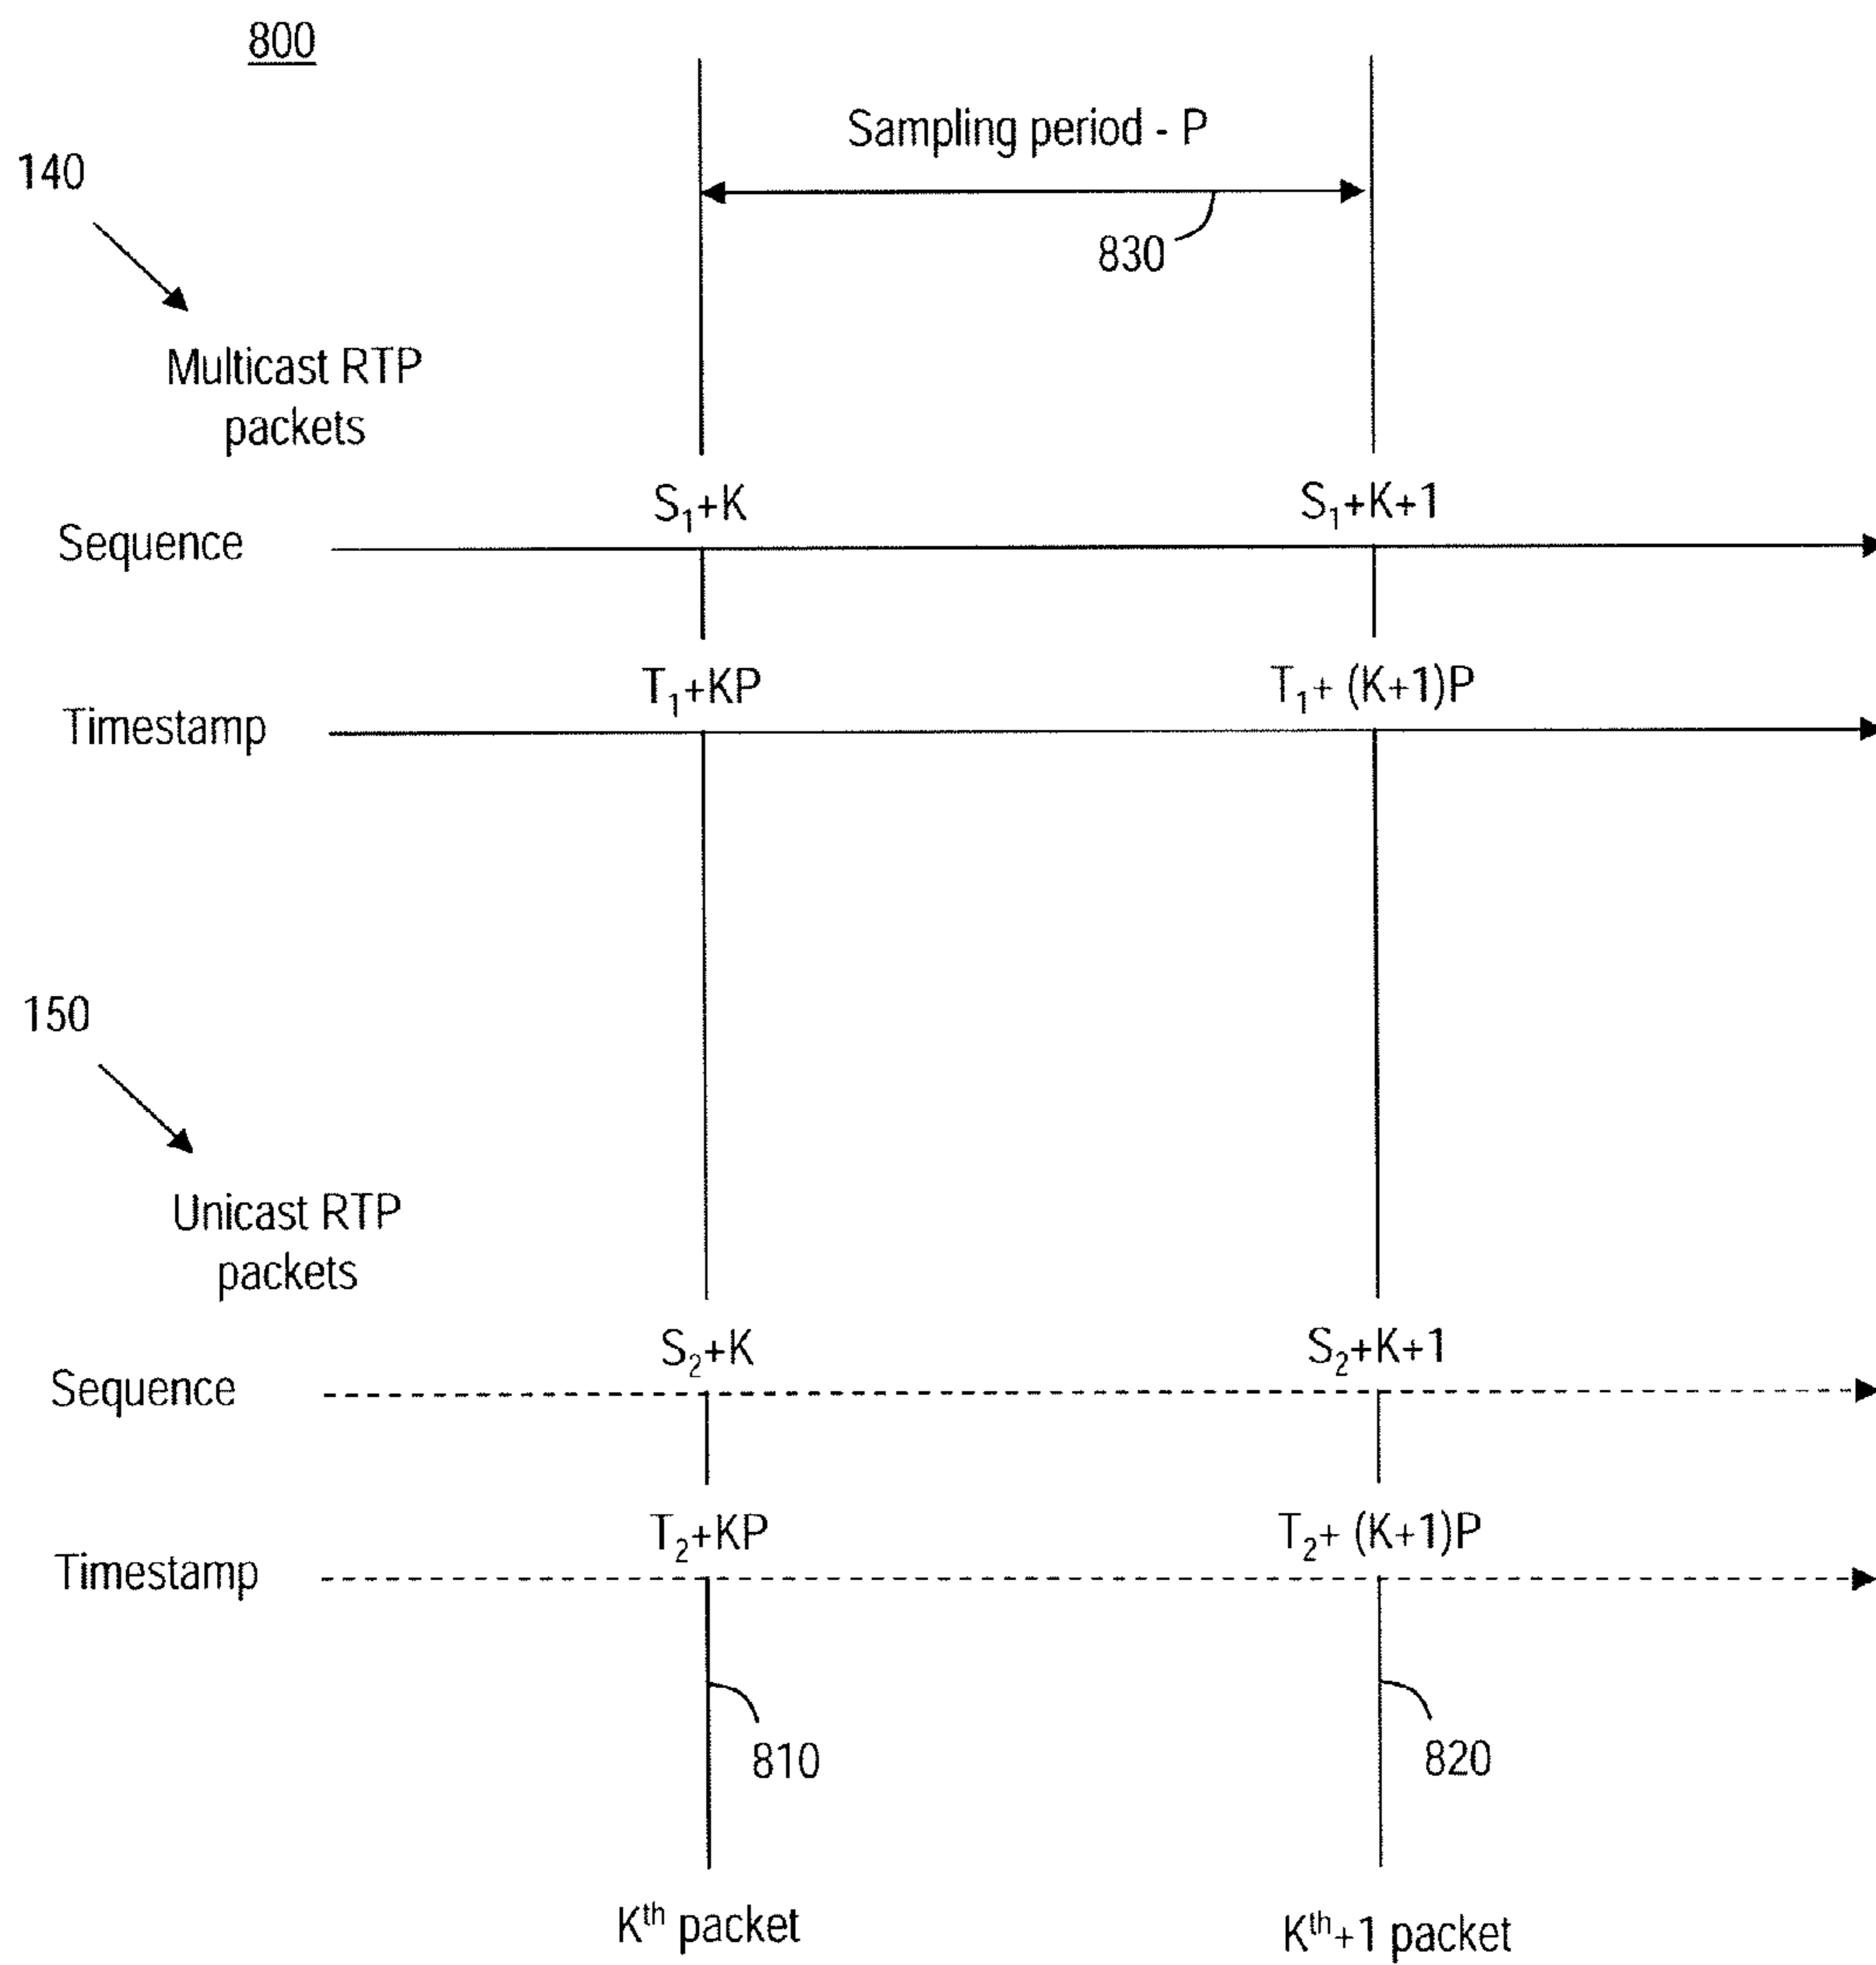 800
Sampling period - P
140
830
Multicast RTP
packets
S₁+K
S₁+K+1
Sequence
T₁+KP
T₁+ (K+1)P
Timestamp
150
Unicast RTP
packets
S₂+K
S₂+K+1
Sequence
T₂+KP
T₂+ (K+1)P
Timestamp
810
820
Kᵗʰ packet
Kᵗʰ+1 packet